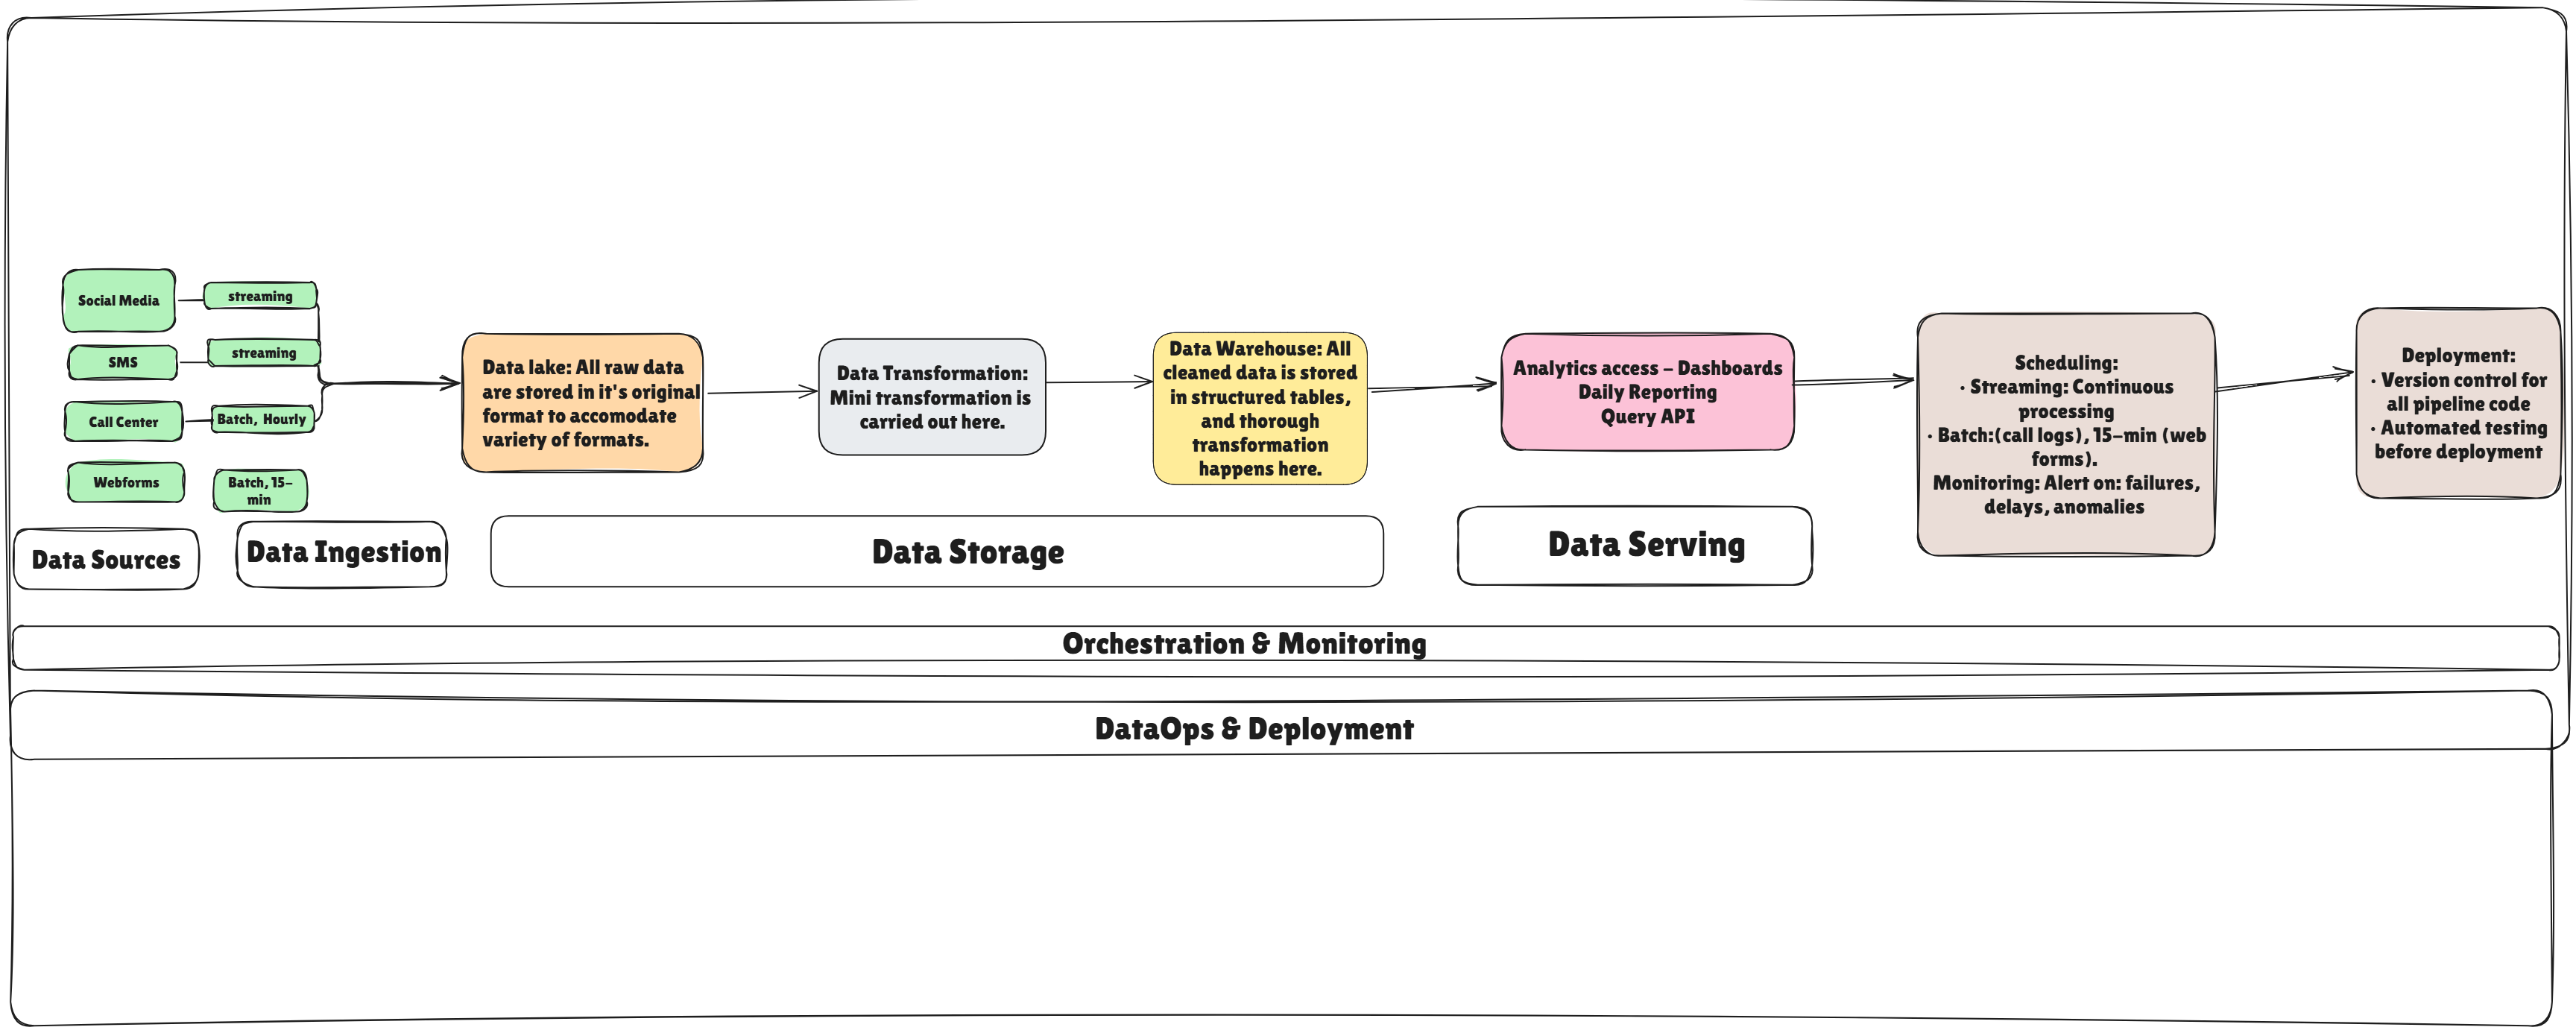 Social Media
streaming
SMS
streaming
Call Center
Batch, Hourly
Webforms
Batch, 15-
min
Data lake: All raw data
are stored in it's original
format to accomodate
variety of formats.
Data Transformation:
Mini transformation is
carried out here.
Data Warehouse: All
cleaned data is stored
in structured tables,
and thorough
transformation
happens here.
Analytics access - Dashboards
Daily Reporting
Query API
Scheduling:
• Streaming: Continuous
processing
• Batch:(call logs), 15-min (web
forms).
Monitoring: Alert on: failures,
delays, anomalies
Deployment:
• Version control for
all pipeline code
• Automated testing
before deployment
Data Sources
Data Ingestion
Data Storage
Data Serving
Orchestration & Monitoring
DataOps & Deployment